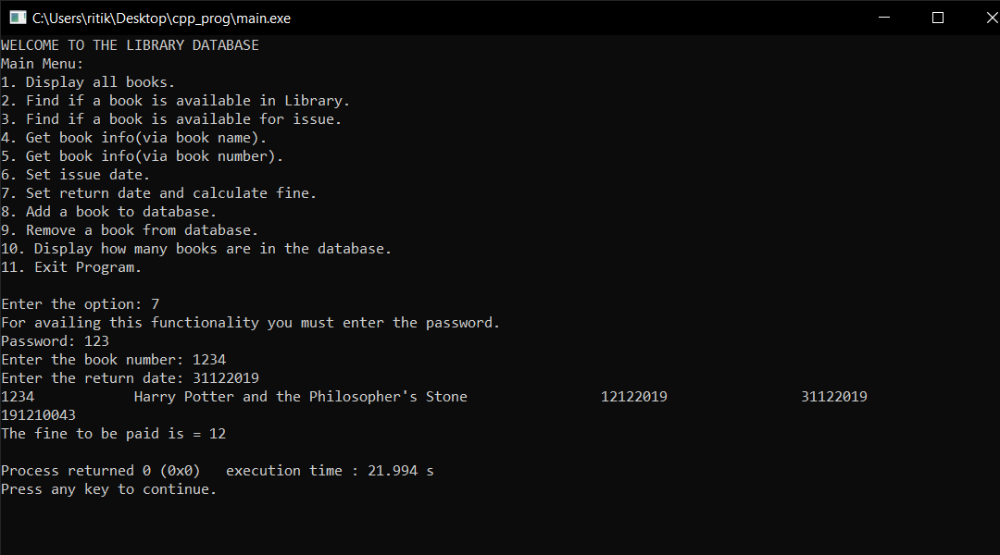 C:\Users\ritik\Desktop\cpp_prog\main.exe
WELCOME TO THE LIBRARY DATABASE
Main Menu:
1. Display all books.
2. Find if a book is available in Library.
3. Find if a book is available for issue.
4. Get book info(via book name).
5. Get book info(via book number).
6. Set issue date.
7. Set return date and calculate fine.
8. Add a book to database.
9. Remove a book from database.
10. Display how many books are in the database.
11. Exit Program.
Enter the option: 7
For availing this functionality you must enter the password.
Password: 123
Enter the book number: 1234
Enter the return date: 31122019
1234            Harry Potter and the Philosopher's Stone                12122019                31122019
191210043
The fine to be paid is = 12
Process returned 0 (0x0)   execution time : 21.994 s
Press any key to continue.